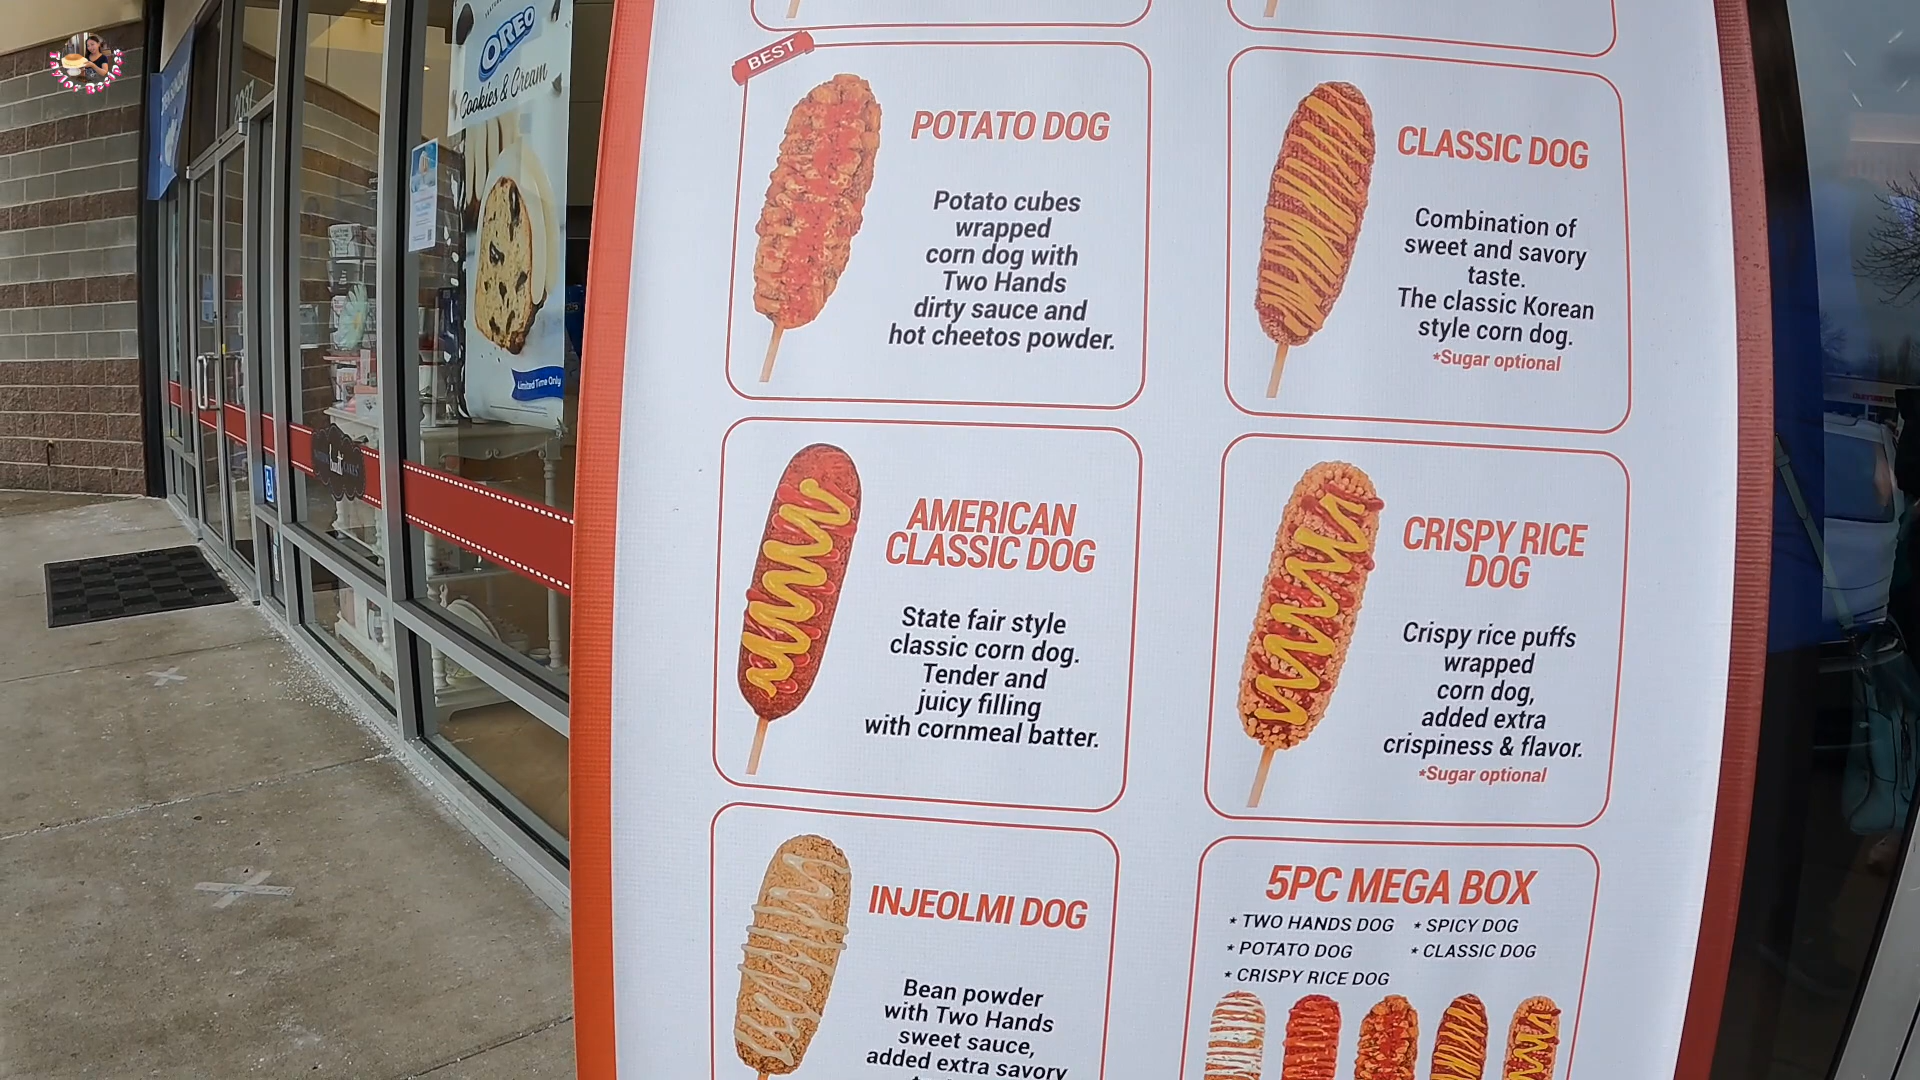 Taylor Recipes
OREO
Cookies & Cream
Limited Time Only
2037
BEST
POTATO DOG
Potato cubes
wrapped
corn dog with
Two Hands
dirty sauce and
hot cheetos powder.
CLASSIC DOG
Combination of
sweet and savory
taste.
The classic Korean
style corn dog.
*Sugar optional
AMERICAN
CLASSIC DOG
State fair style
classic corn dog.
Tender and
juicy filling
with cornmeal batter.
CRISPY RICE
DOG
Crispy rice puffs
wrapped
corn dog,
added extra
crispiness & flavor.
*Sugar optional
INJEOLMI DOG
Bean powder
with Two Hands
sweet sauce,
added extra savory
5PC MEGA BOX
* TWO HANDS DOG * SPICY DOG
* POTATO DOG * CLASSIC DOG
* CRISPY RICE DOG